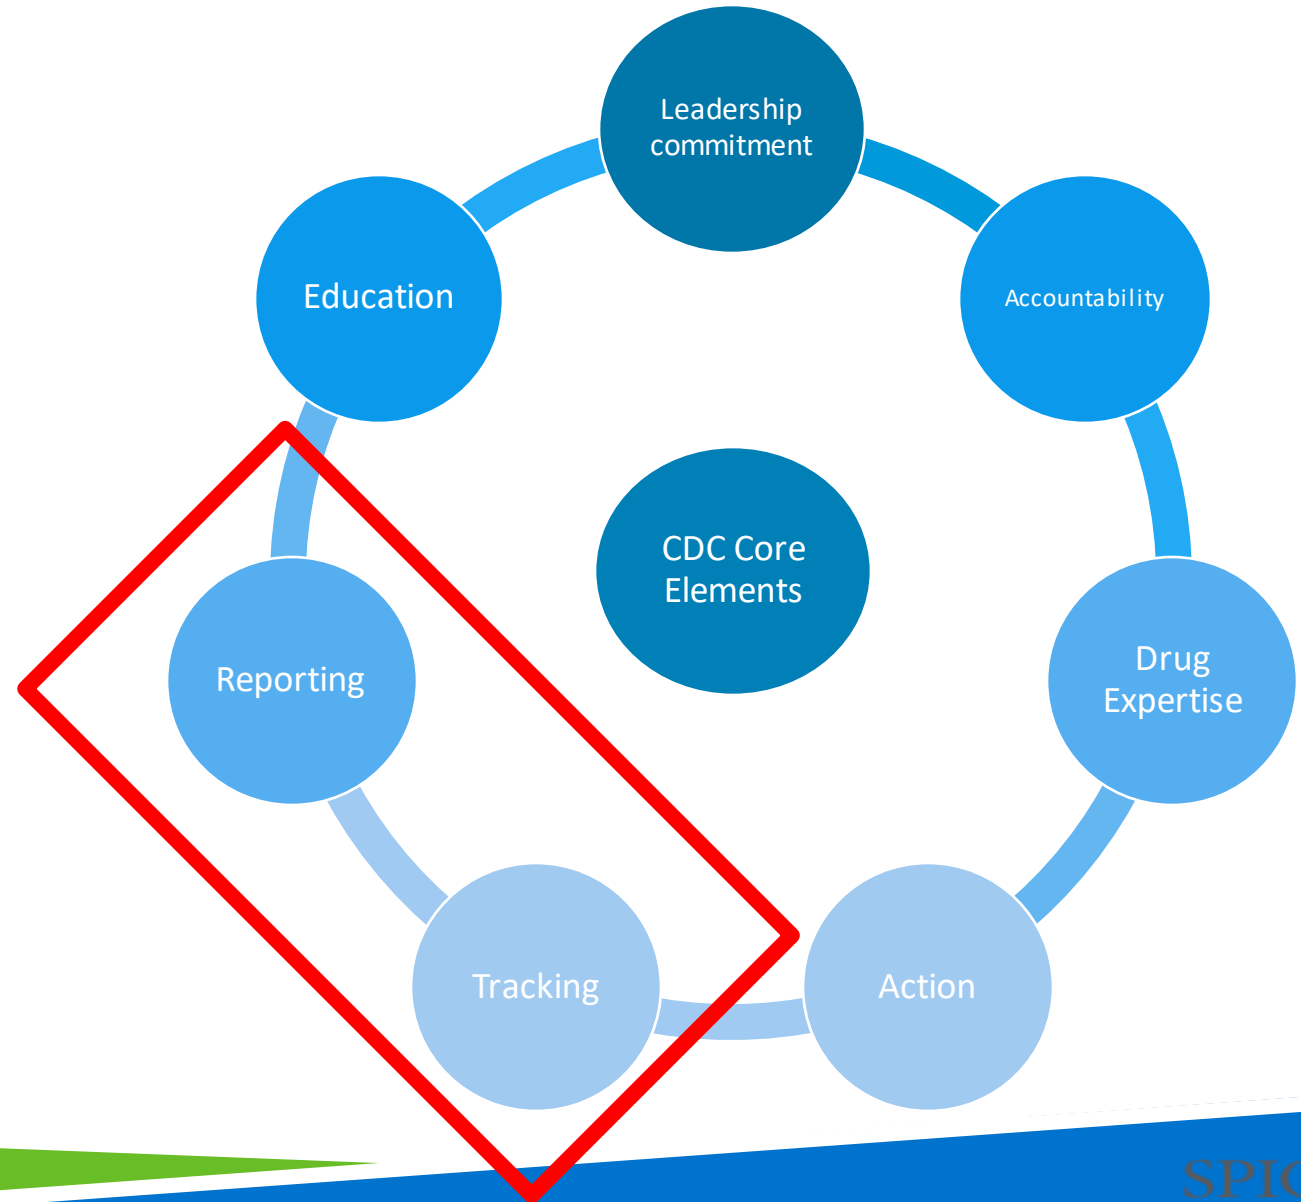 Leadership
commitment
Education
Accountability
CDC Core
Elements
Reporting
Drug
Expertise
Tracking
Action